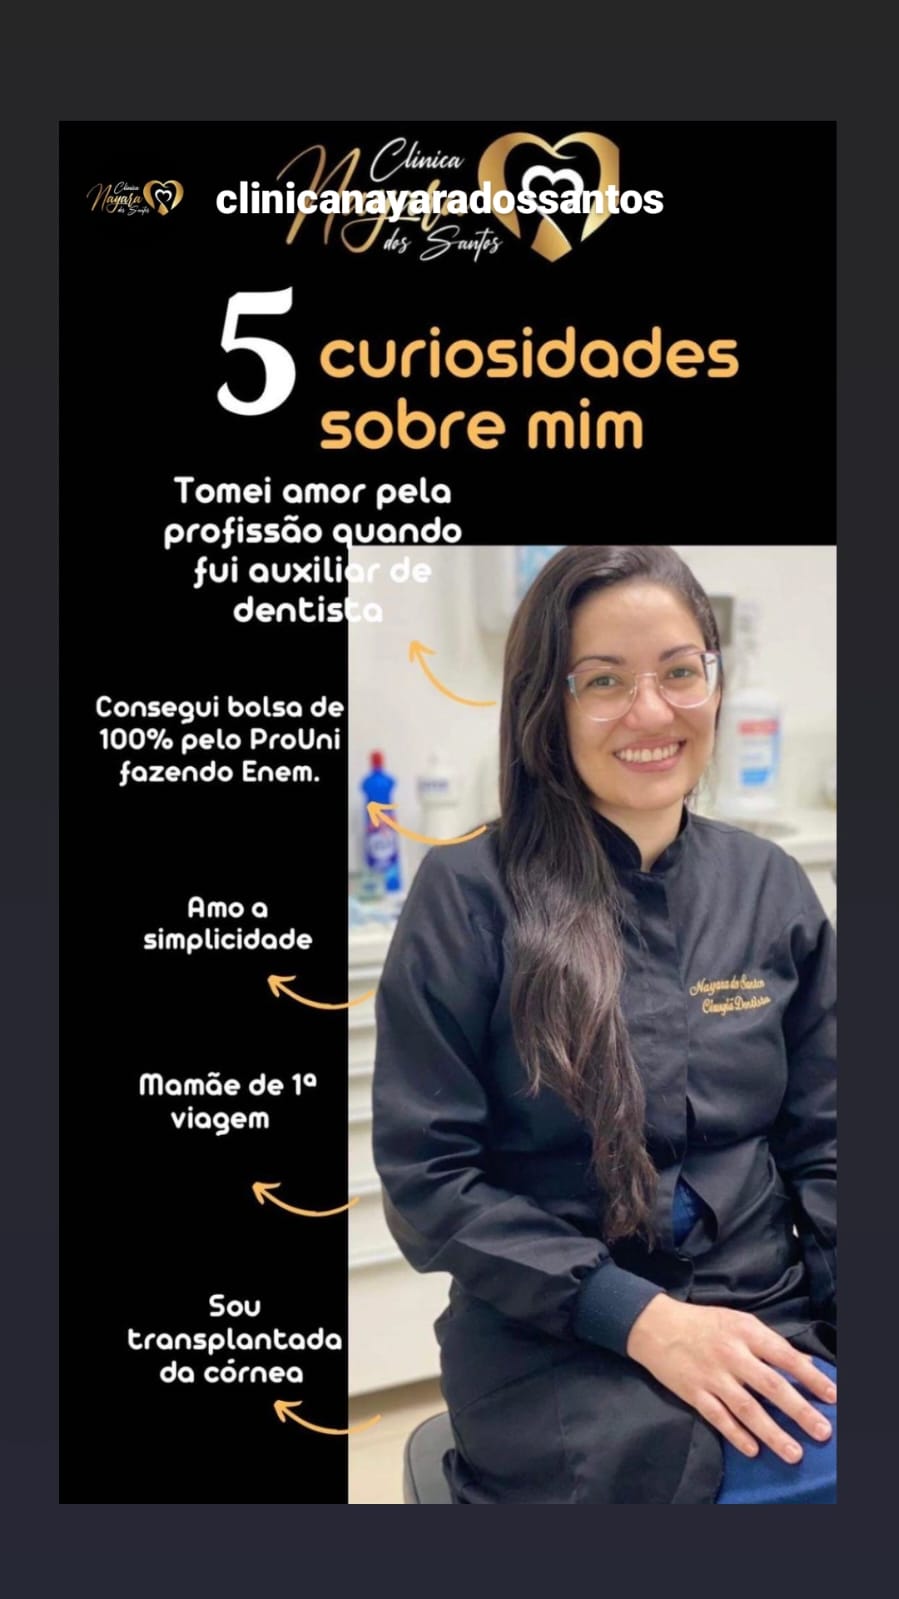 Clinica
Nayara
dos Santos
clinicanayaradossantos
Clinica
Nayara
dos Santos
5 curiosidades
sobre mim
Tomei amor pela
profissão quando
fui auxiliar de
dentista
Consegui bolsa de
100% pelo ProUni
fazendo Enem.
Amo a
simplicidade
Mamãe de 1ª
viagem
Sou
transplantada
da córnea
Nayara dos Santos
Cirurgiã Dentista